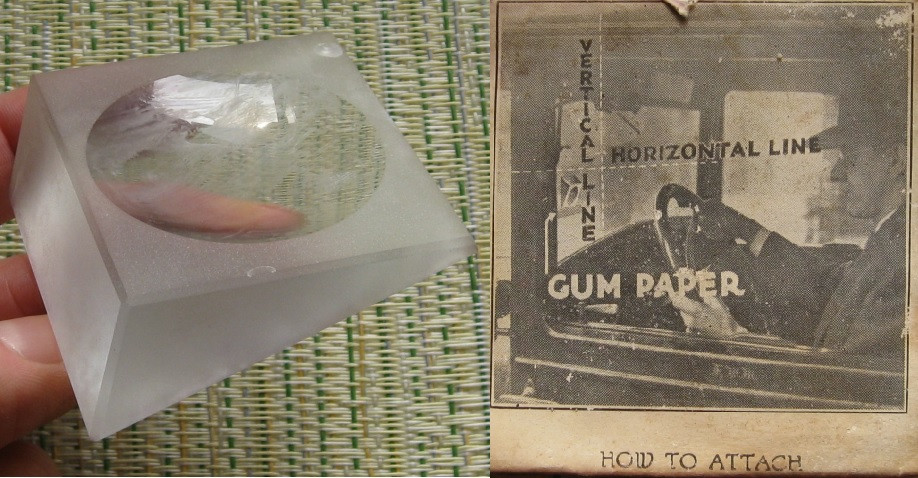 VERTICAL LINE
HORIZONTAL LINE
GUM PAPER
HOW TO ATTACH